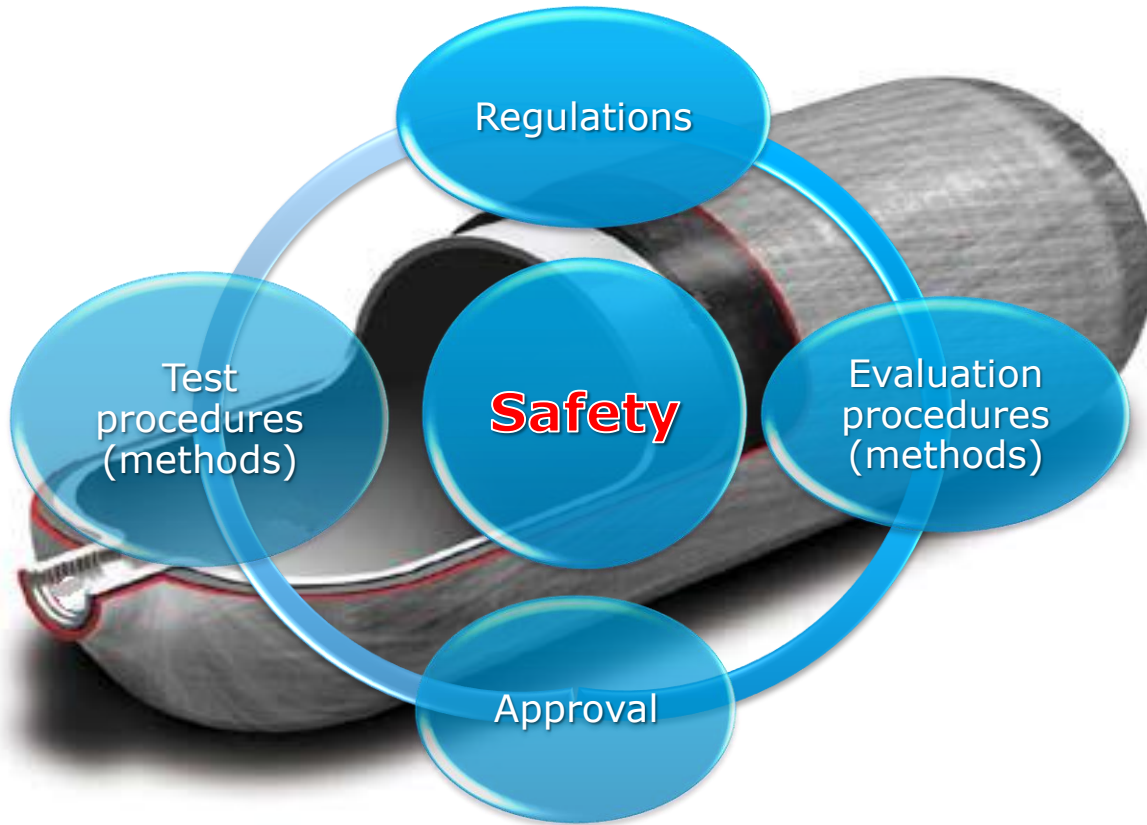 Regulations
Test
procedures
(methods)
Safety
Evaluation
procedures
(methods)
Approval